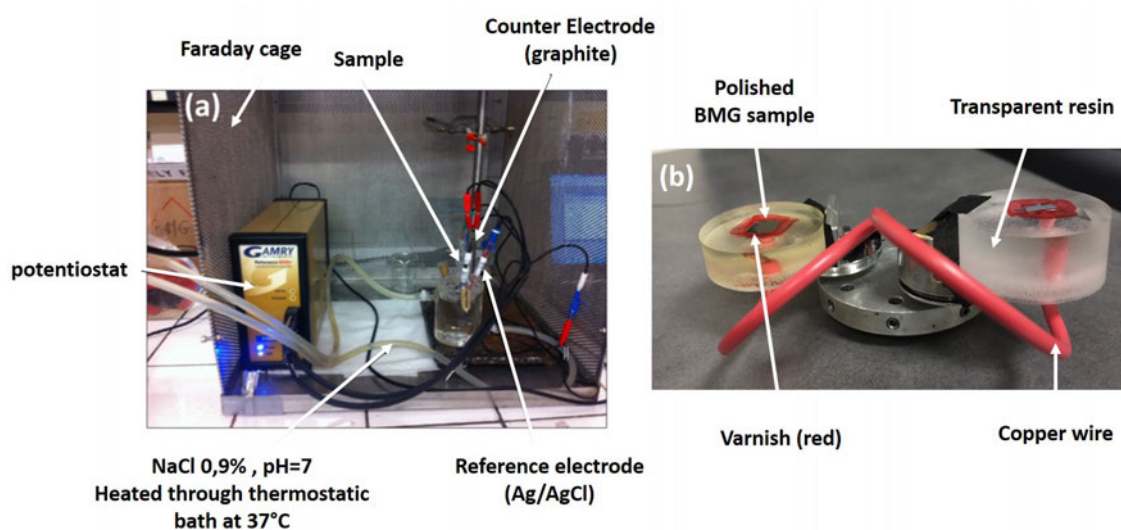 Counter Electrode
(graphite)
Faraday cage
Sample
(a)
GAMRY
potentiostat
NaCl 0,9% , pH=7
Heated through thermostatic
bath at 37°C
Reference electrode
(Ag/AgCl)
Polished
BMG sample
Transparent resin
(b)
Varnish (red)
Copper wire